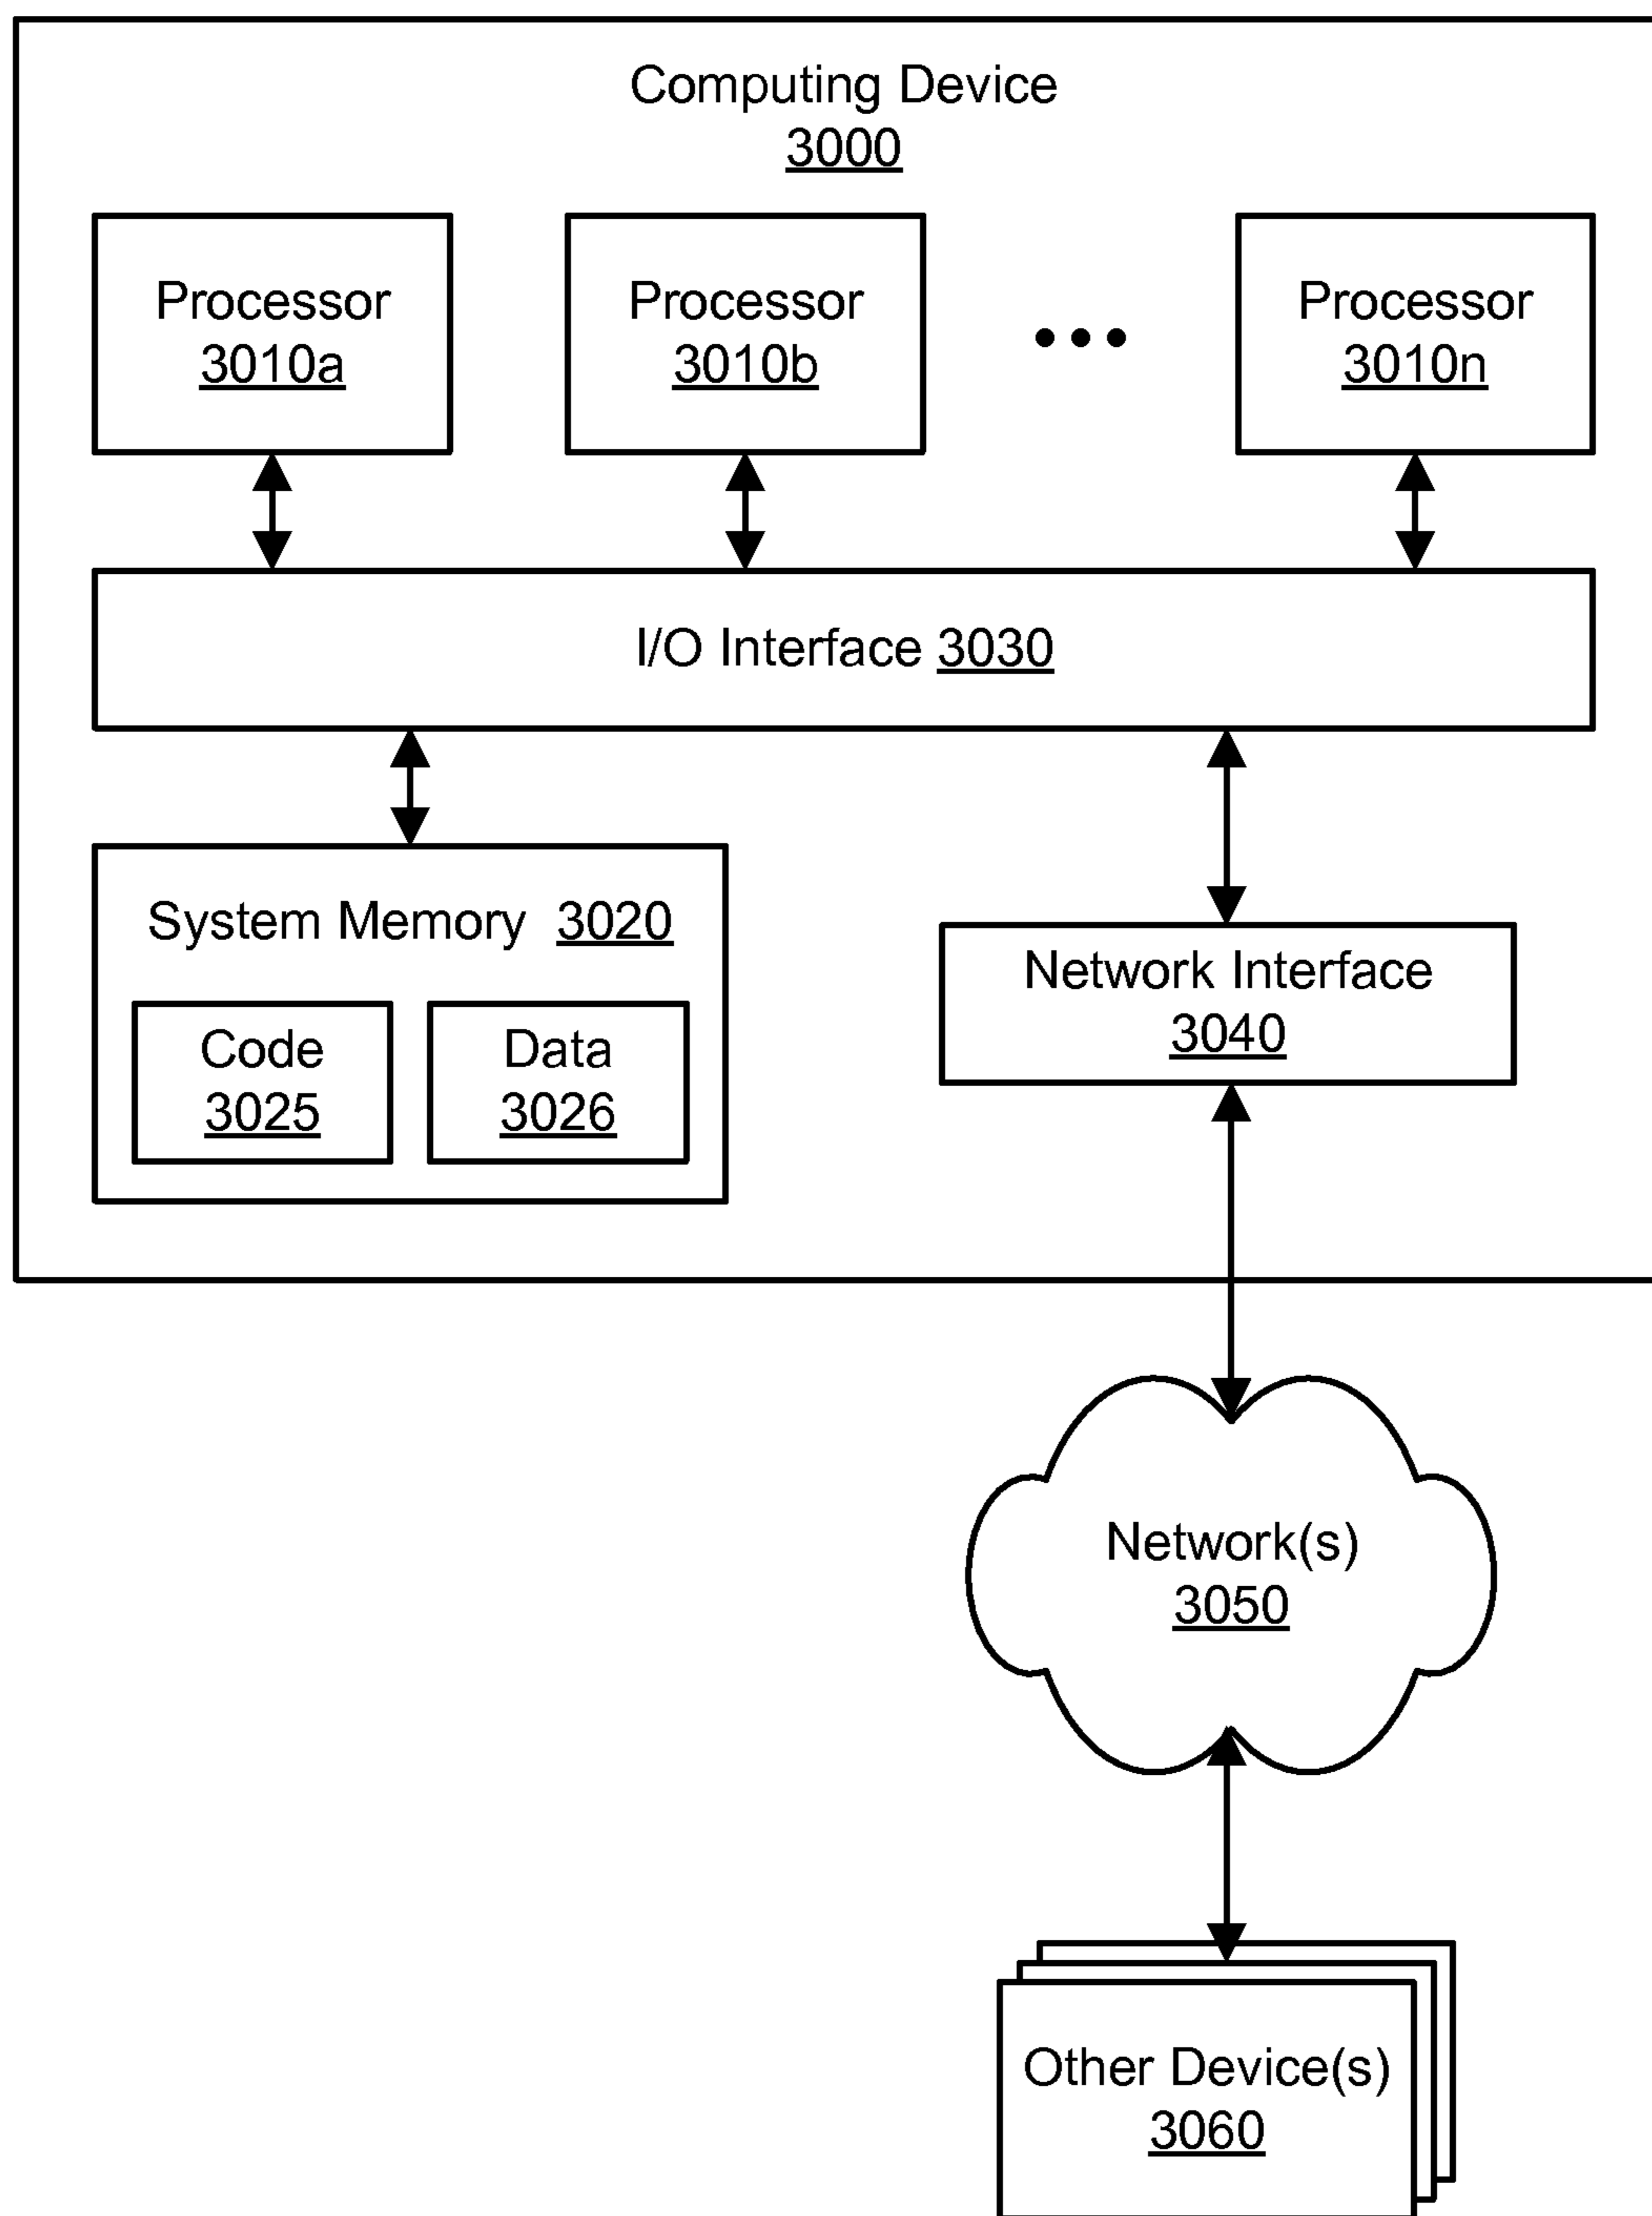 Computing Device
3000
Processor
3010a
Processor
3010b
Processor
3010n
I/O Interface 3030
System Memory 3020
Code
3025
Data
3026
Network Interface
3040
Network(s)
3050
Other Device(s)
3060